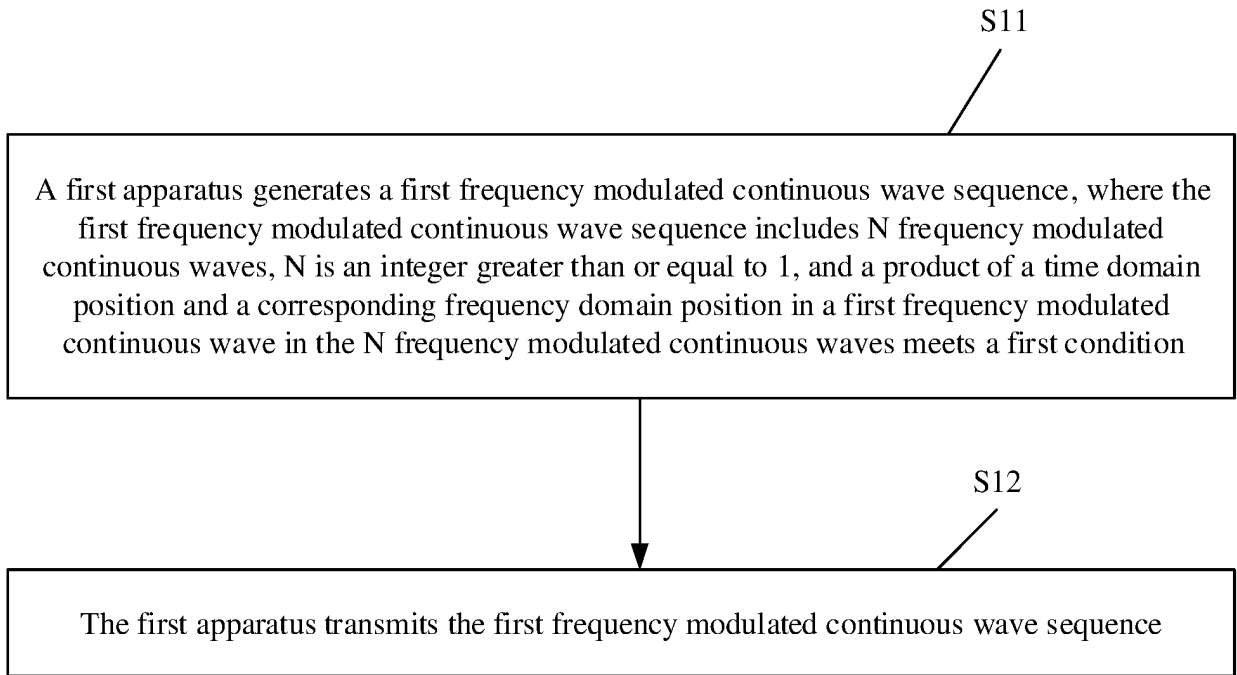 S11
A first apparatus generates a first frequency modulated continuous wave sequence, where the
first frequency modulated continuous wave sequence includes N frequency modulated
continuous waves, N is an integer greater than or equal to 1, and a product of a time domain
position and a corresponding frequency domain position in a first frequency modulated
continuous wave in the N frequency modulated continuous waves meets a first condition
S12
The first apparatus transmits the first frequency modulated continuous wave sequence